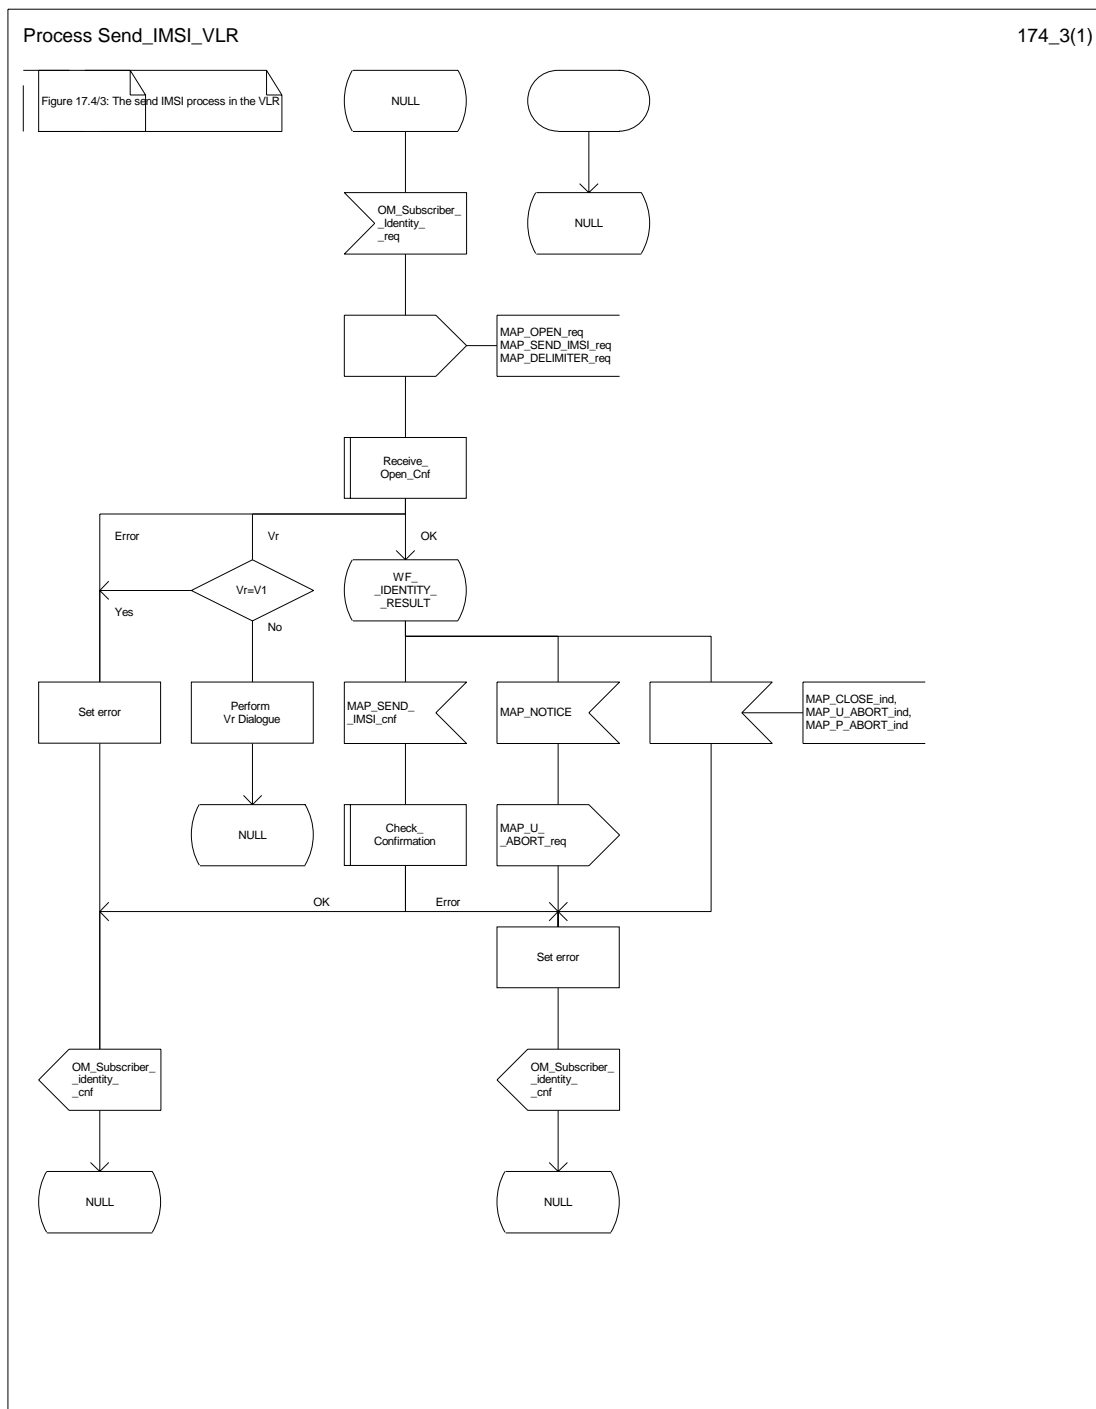 Process Send_IMSI_VLR
174_3(1)
Figure 17.4/3: The send IMSI process in the VLR
NULL
OM_Subscriber_
_Identity_
_req
NULL
MAP_OPEN_req
MAP_SEND_IMSI_req
MAP_DELIMITER_req
Receive_
Open_Cnf
Error
Vr
OK
Vr=V1
WF_
_IDENTITY_
_RESULT
Yes
No
Set error
Perform
Vr Dialogue
MAP_SEND_
_IMSI_cnf
MAP_NOTICE
MAP_CLOSE_ind,
MAP_U_ABORT_ind,
MAP_P_ABORT_ind
NULL
Check_
Confirmation
MAP_U_
_ABORT_req
OK
Error
Set error
OM_Subscriber_
_identity_
_cnf
OM_Subscriber_
_identity_
_cnf
NULL
NULL